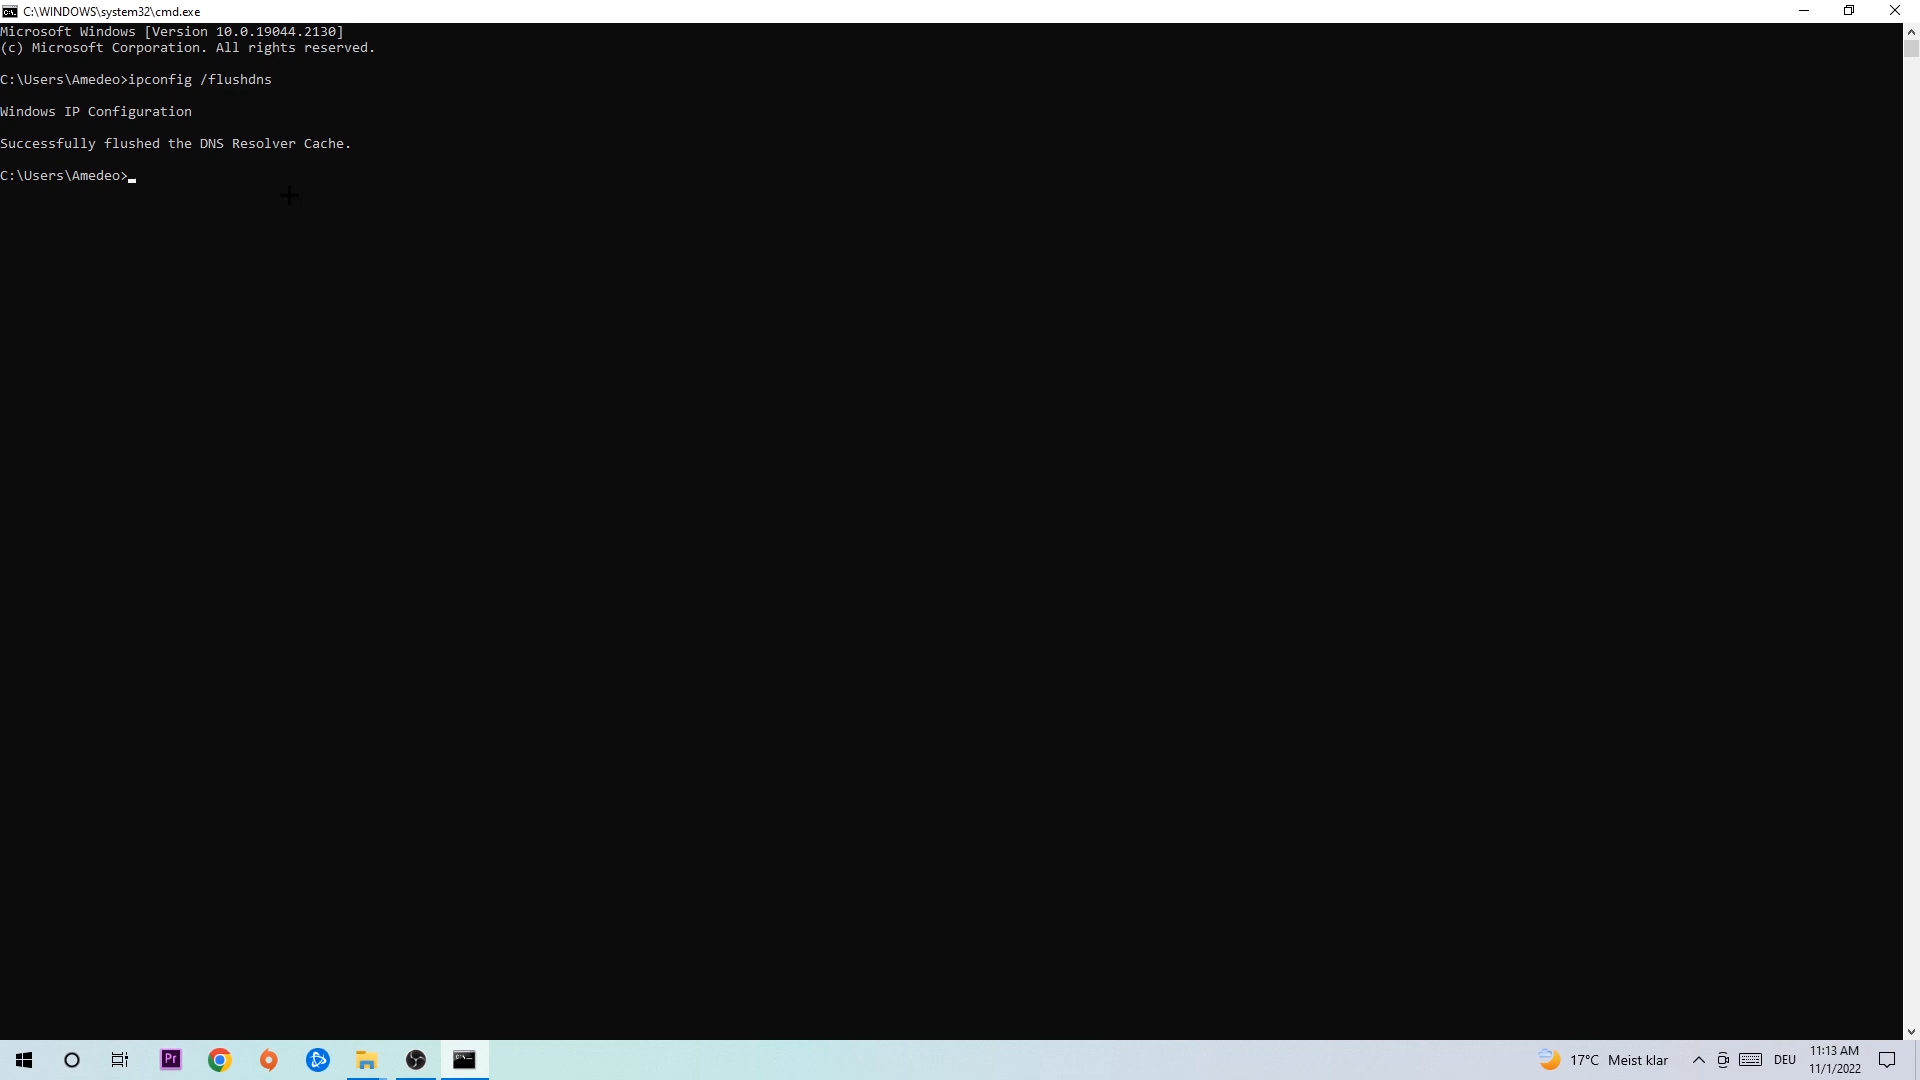 C:\WINDOWS\system32\cmd.exe
Microsoft Windows [Version 10.0.19044.2130]
(c) Microsoft Corporation. All rights reserved.
C:\Users\Amedeo>ipconfig /flushdns
Windows IP Configuration
Successfully flushed the DNS Resolver Cache.
C:\Users\Amedeo>
Pr
17°C Meist klar
DEU
11:13 AM
11/1/2022